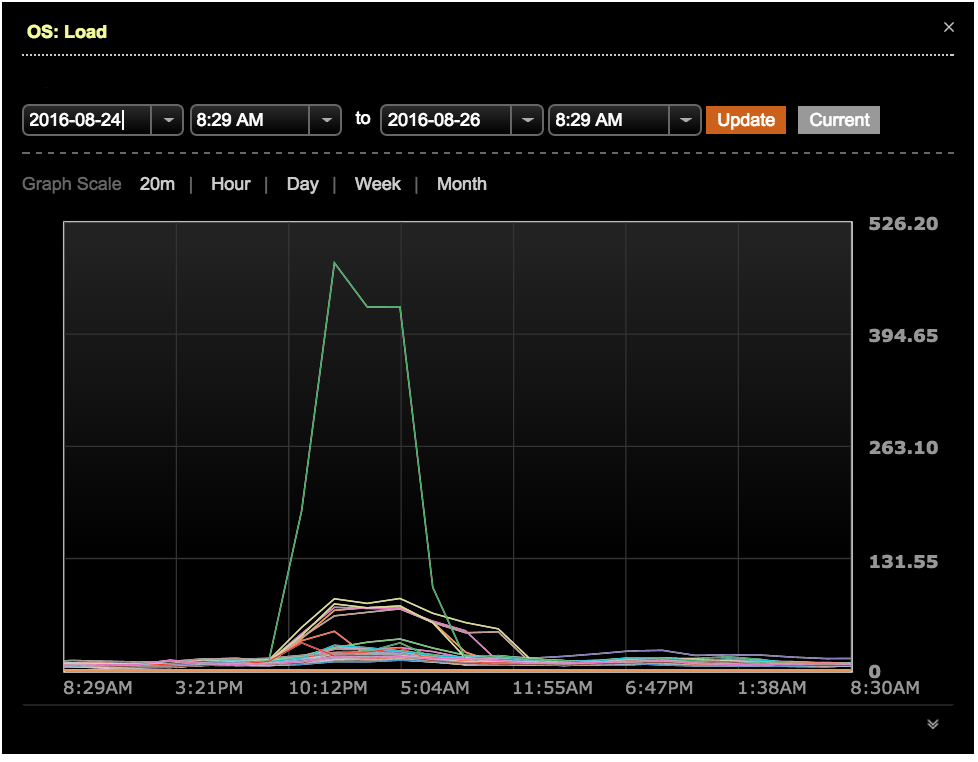 OS: Load
2016-08-24 8:29 AM to 2016-08-26 8:29 AM Update Current
Graph Scale 20m | Hour | Day | Week | Month
526.20
394.65
263.10
131.55
0
8:29AM 3:21PM 10:12PM 5:04AM 11:55AM 6:47PM 1:38AM 8:30AM